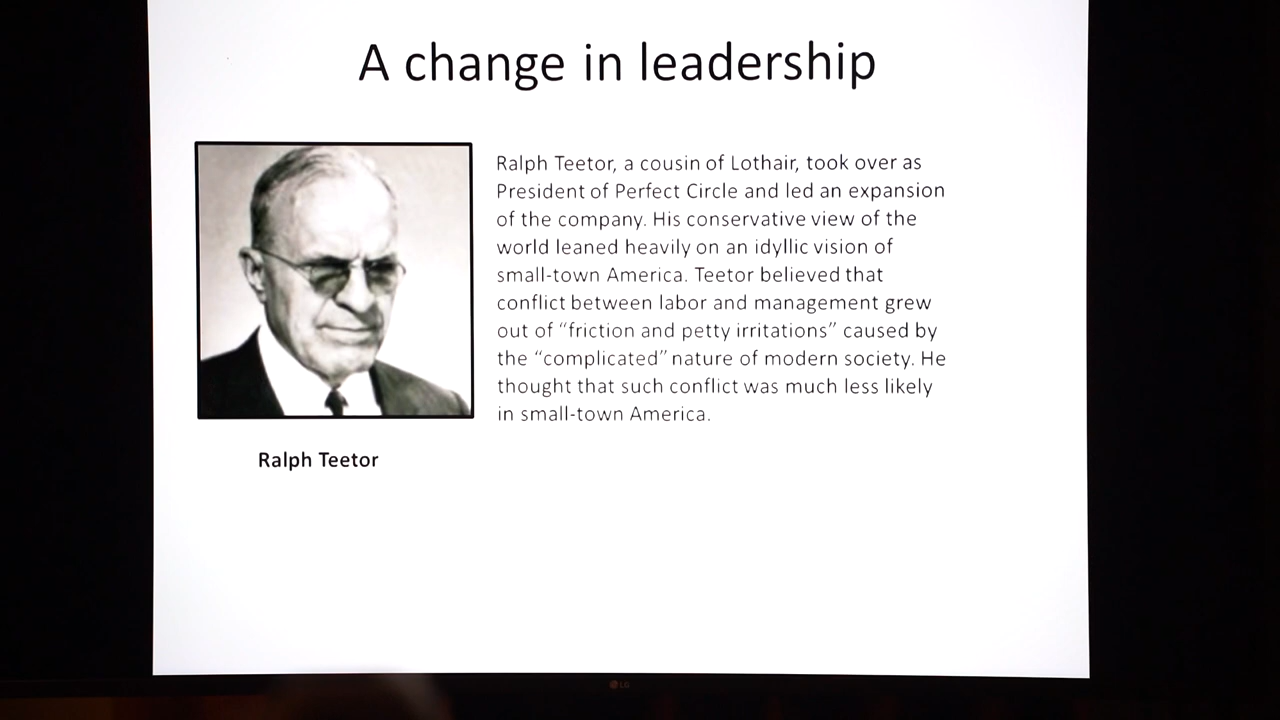 A change in leadership
Ralph Teetor, a cousin of Lothair, took over as
President of Perfect Circle and led an expansion
of the company. His conservative view of the
world leaned heavily on an idyllic vision of
small-town America. Teetor believed that
conflict between labor and management grew
out of “friction and petty irritations” caused by
the “complicated” nature of modern society. He
thought that such conflict was much less likely
in small-town America.
Ralph Teetor
LG